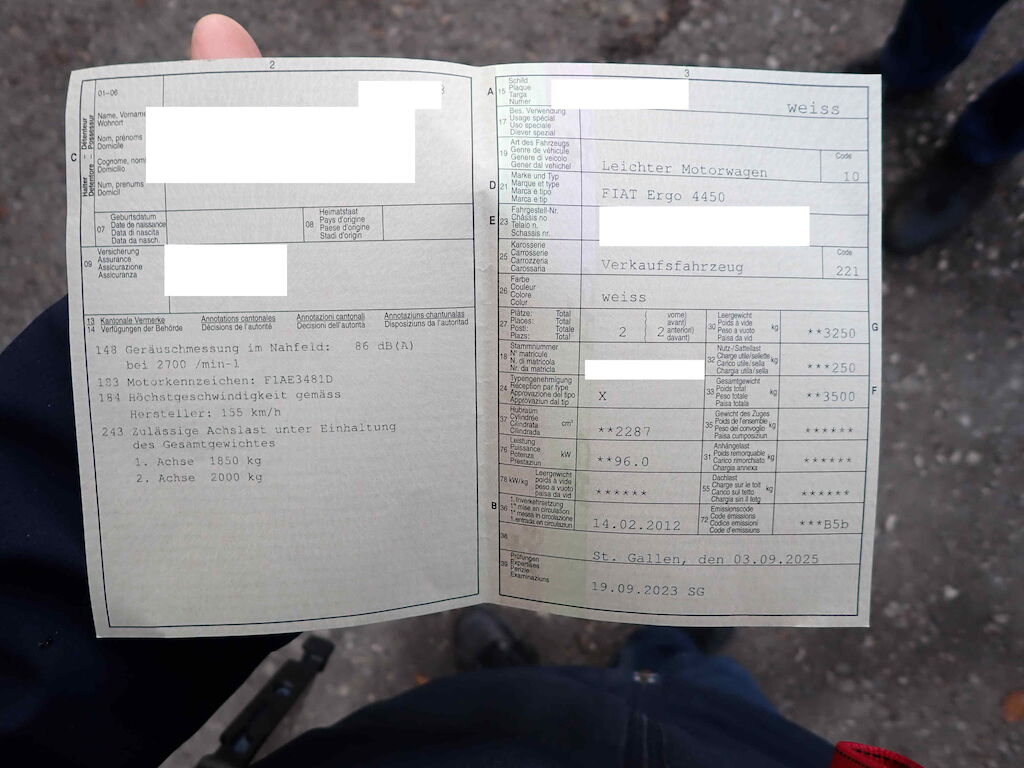 2
01-06
C
Halter – Détenteur
Detentore – Possessur
Name, Vorname
Wohnort
Nom, prénoms
Domicile
Cognome, nomi
Domicilio
Num, prenums
Domicil
07
Geburtsdatum
Date de naissance
Data di nascita
Data da nasch.
08
Heimatstaat
Pays d'origine
Paese d'origine
Stadi d'origin
09
Versicherung
Assurance
Assicurazione
Assicuranza
13 Kantonale Vermerke Annotations cantonales Annotazioni cantonali Annotaziuns chantunalas
14 Verfügungen der Behörde Décisions de l'autorité Decisioni dell'autorità Disposiziuns da l'autoritad
148 Geräuschmessung im Nahfeld: 86 dB(A)
bei 2700 /min-1
183 Motorkennzeichen: F1AE3481D
184 Höchstgeschwindigkeit gemäss
Hersteller: 155 km/h
243 Zulässige Achslast unter Einhaltung
des Gesamtgewichtes
1. Achse 1850 kg
2. Achse 2000 kg
3
A 15
Schild
Plaque
Targa
Numer
weiss
17
Bes. Verwendung
Usage spécial
Uso speciale
Diever spezial
19
Art des Fahrzeugs
Genre de véhicule
Genere di veicolo
Gener dal vehichel
Leichter Motorwagen
Code
10
D 21
Marke und Typ
Marque et type
Marca e tipo
Marca e tip
FIAT Ergo 4450
E 23
Fahrgestell-Nr.
Châssis no
Telaio n.
Schassis nr.
25
Karosserie
Carrosserie
Carrozzeria
Carossaria
Verkaufsfahrzeug
Code
221
26
Farbe
Couleur
Colore
Colur
weiss
27
Plätze: Total
Places: Total
Posti: Totale
Plazs: Total
2
( vorne)
avant)
2 anteriori)
davant)
30
Leergewicht
Poids à vide
Peso a vuoto
Paisa da vid
kg
**3250
G
18
Stammnummer
N° matricule
N. di matricola
Nr. da matricla
32
Nutz-/Sattellast
Charge utile/sellette
Carico utile/sella
Chargia utila/sella
kg
***250
24
Typengenehmigung
Réception par type
Approvazione del tipo
Approvaziun dal tip
X
33
Gesamtgewicht
Poids total
Peso totale
Paisa totala
kg
**3500
F
37
Hubraum
Cylindrée
Cilindrata
Cilindrada
cm³
**2287
35
Gewicht des Zuges
Poids de l'ensemble
Peso del convoglio
Paisa cumposiziun
kg
******
76
Leistung
Puissance
Potenza
Prestaziun
kW
**96.0
31
Anhängelast
Poids remorquable
Carico rimorchiato
Chargia annexa
kg
******
78 kW/kg
Leergewicht
poids à vide
peso a vuoto
paisa da vid
******
55
Dachlast
Charge sur le toit
Carico sul tetto
Chargia sin il tetg
kg
******
B 36
1. Inverkehrsetzung
1re mise en circulation
1a messa in circolazione
1. entrada en circulaziun
14.02.2012
72
Emissionscode
Code émissions
Codice emissioni
Code d'emissiuns
***B5b
38
St. Gallen, den 03.09.2025
39
Prüfungen
Expertises
Perizie
Examinaziuns
19.09.2023 SG